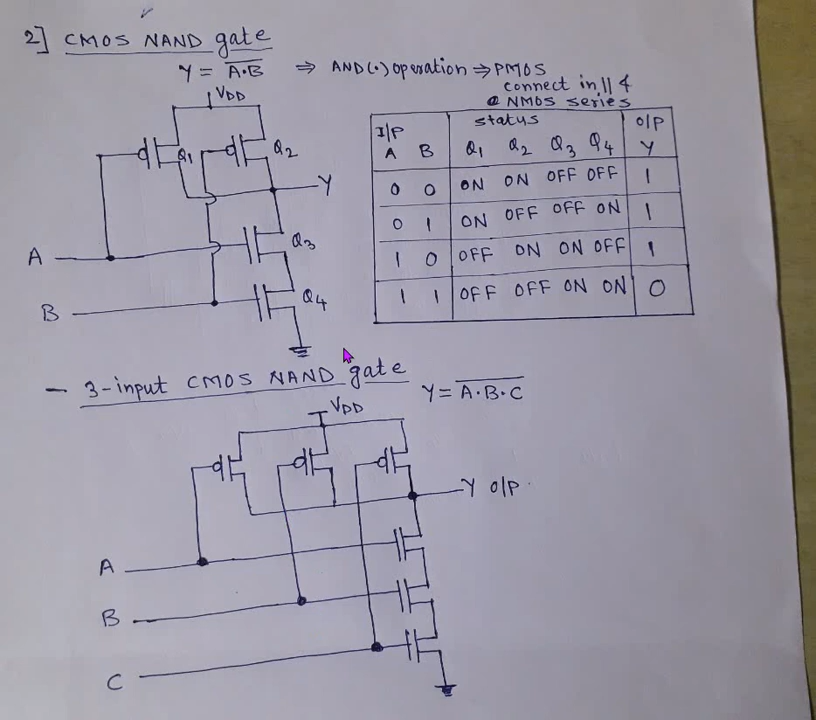 2] CMOS NAND gate
Y = A·B ⇒ AND(·) operation ⇒ PMOS
connect in || &
NMOS series
VDD
Q1
Q2
Y
A
Q3
B
Q4
I/P status O/P
A B Q1 Q2 Q3 Q4 Y
0 0 ON ON OFF OFF 1
0 1 ON OFF OFF ON 1
1 0 OFF ON ON OFF 1
1 1 OFF OFF ON ON 0
- 3-input CMOS NAND gate Y = A·B·C
VDD
Y O/P
A
B
C